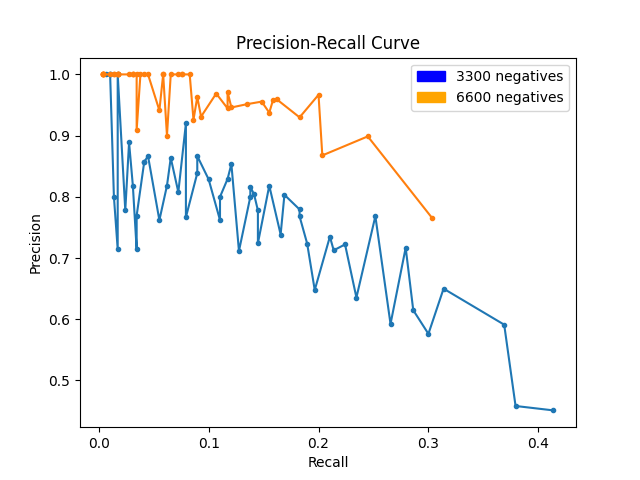 Precision-Recall Curve
3300 negatives
6600 negatives
1.0
0.9
0.8
0.7
0.6
0.5
Precision
0.0 0.1 0.2 0.3 0.4
Recall